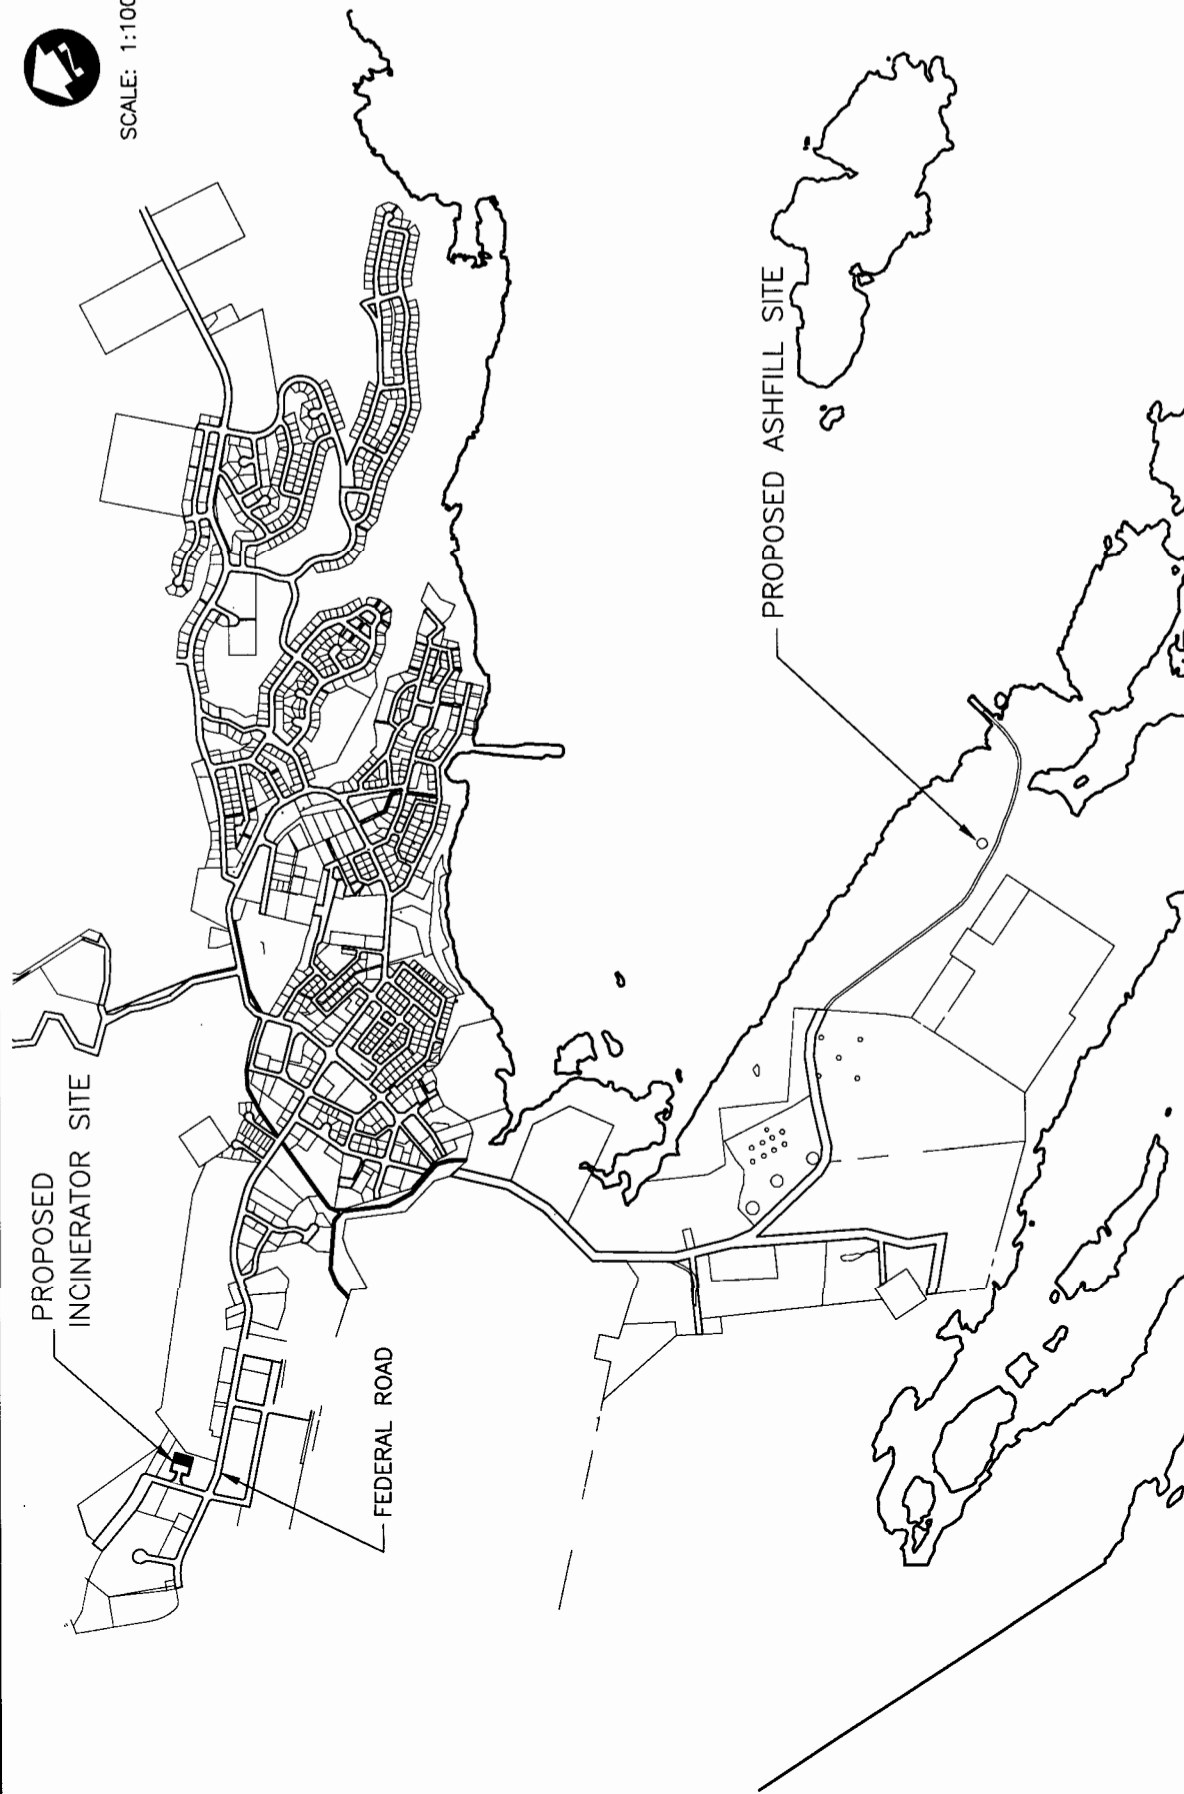 SCALE: 1:100
PROPOSED
INCINERATOR SITE
FEDERAL ROAD
PROPOSED ASHFILL SITE